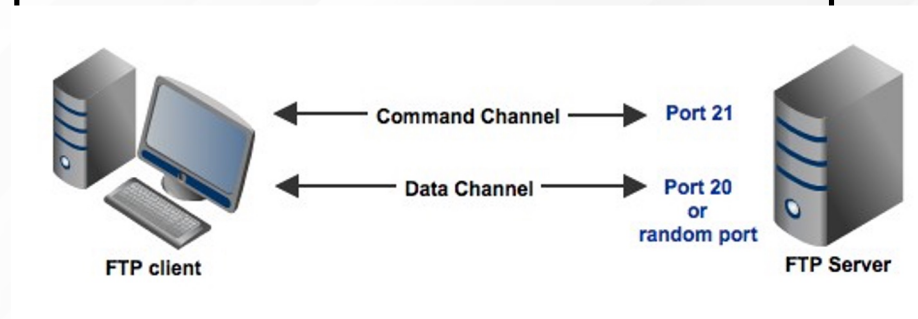 Command Channel
Port 21
Data Channel
Port 20
or
random port
FTP client
FTP Server